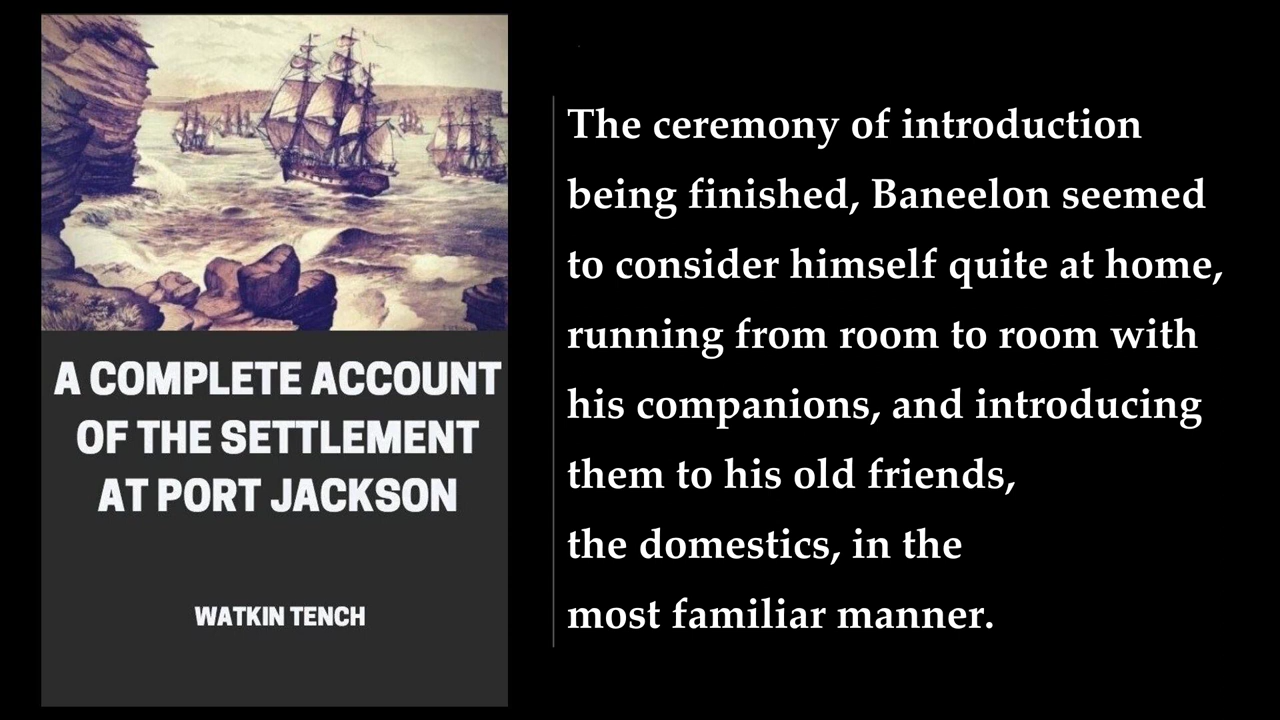 A COMPLETE ACCOUNT
OF THE SETTLEMENT
AT PORT JACKSON
WATKIN TENCH
The ceremony of introduction
being finished, Baneelon seemed
to consider himself quite at home,
running from room to room with
his companions, and introducing
them to his old friends,
the domestics, in the
most familiar manner.